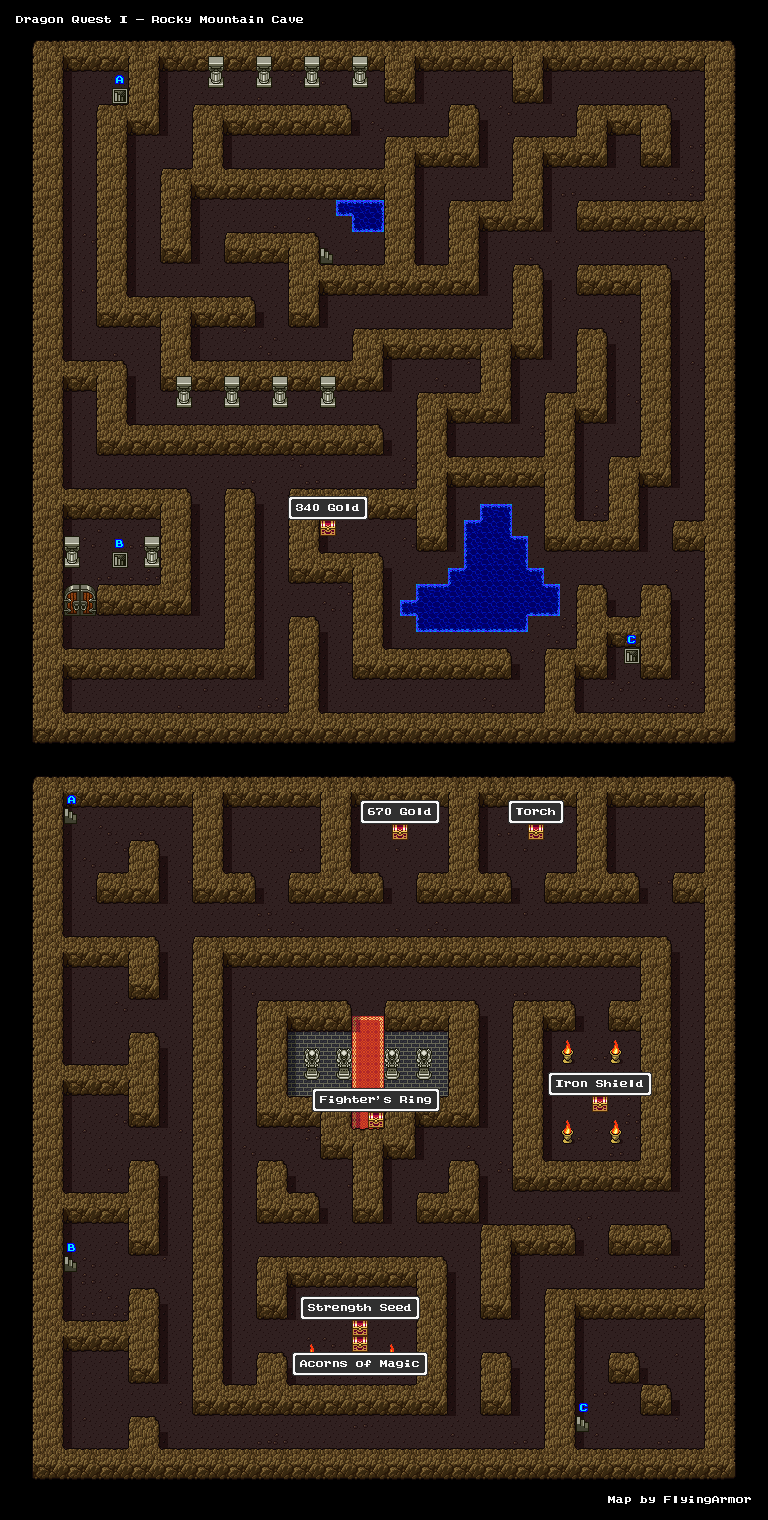 Dragon Quest I – Rocky Mountain Cave
A
340 Gold
B
C
A
670 Gold
Torch
Iron Shield
Fighter's Ring
B
Strength Seed
Acorns of Magic
C
Map by FlyingArmor